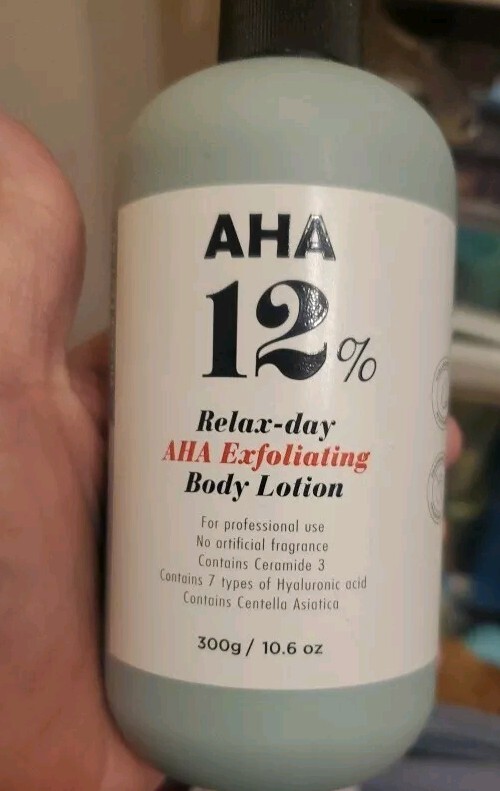 AHA
12%
Relax-day
AHA Exfoliating
Body Lotion
For professional use
No artificial fragrance
Contains Ceramide 3
Contains 7 types of Hyaluronic acid
Contains Centella Asiatica
300g / 10.6 oz